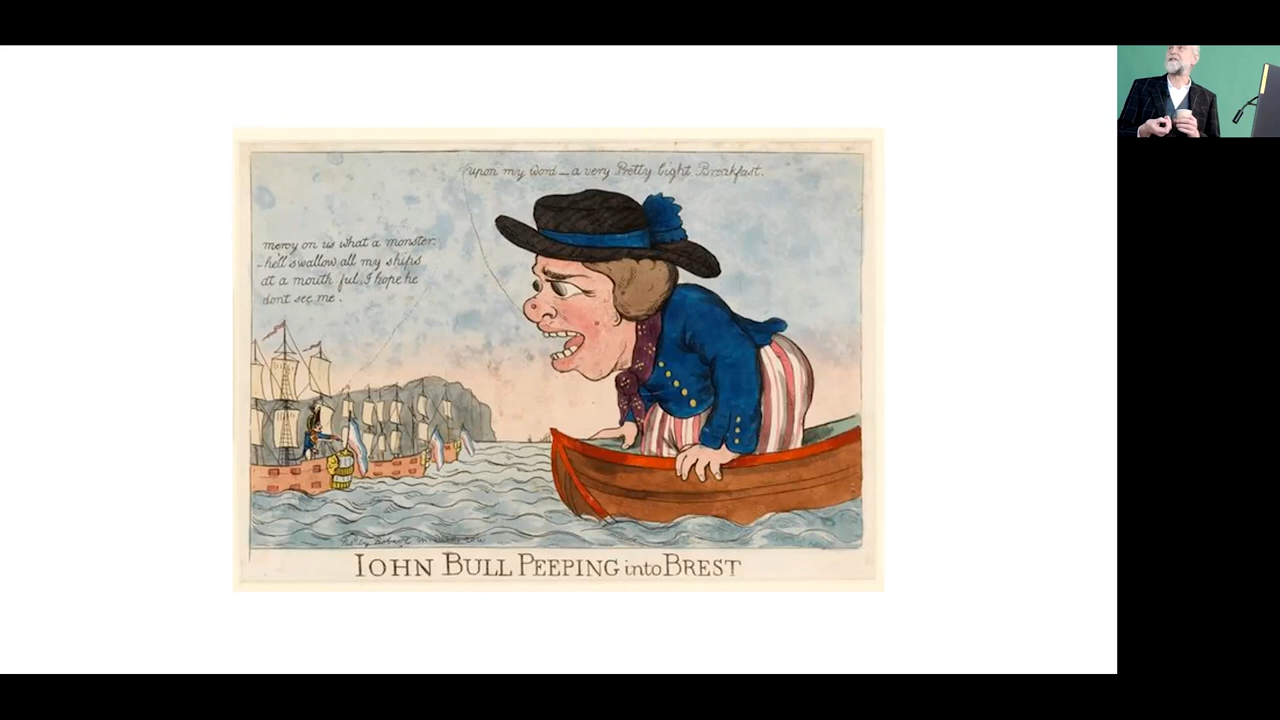 upon my word _ a very Pretty light Breakfast.
mercy on us what a monster.
_ he'll swallow all my ships
at a mouth ful, I hope he
dont see me.
IOHN BULL PEEPING into BREST